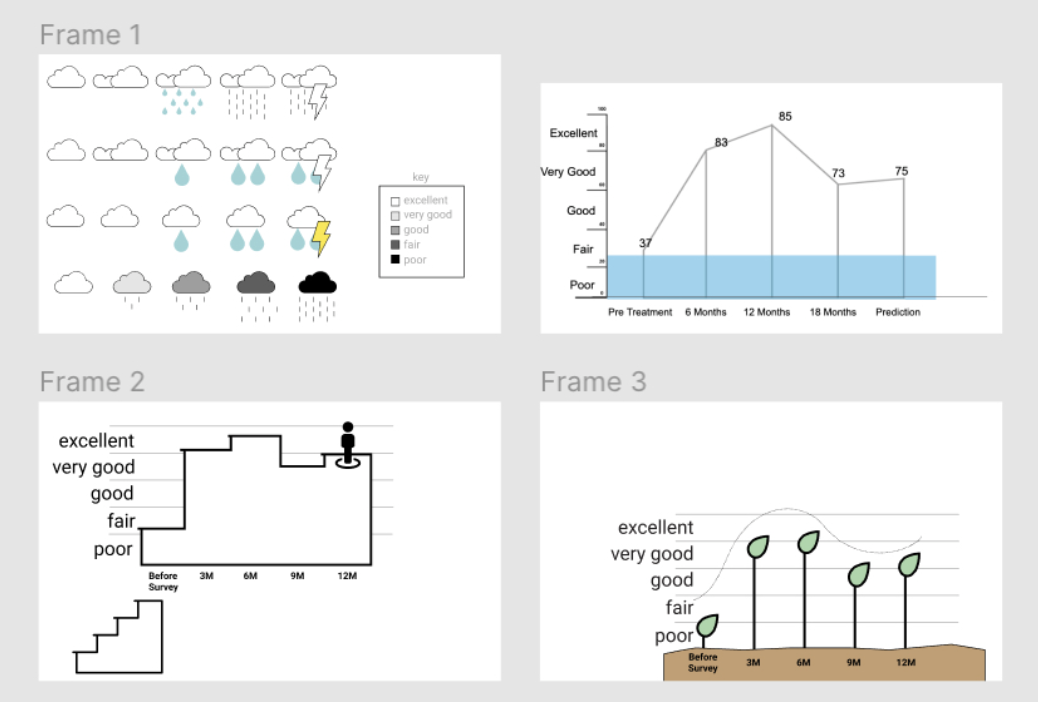 Frame 1
key
excellent
very good
good
fair
poor
100
85
Excellent
83
80
Very Good
73
75
60
Good
40
37
Fair
20
Poor
0
Pre Treatment 6 Months 12 Months 18 Months Prediction
Frame 2
excellent
very good
good
fair
poor
Before Survey 3M 6M 9M 12M
Frame 3
excellent
very good
good
fair
poor
Before Survey 3M 6M 9M 12M